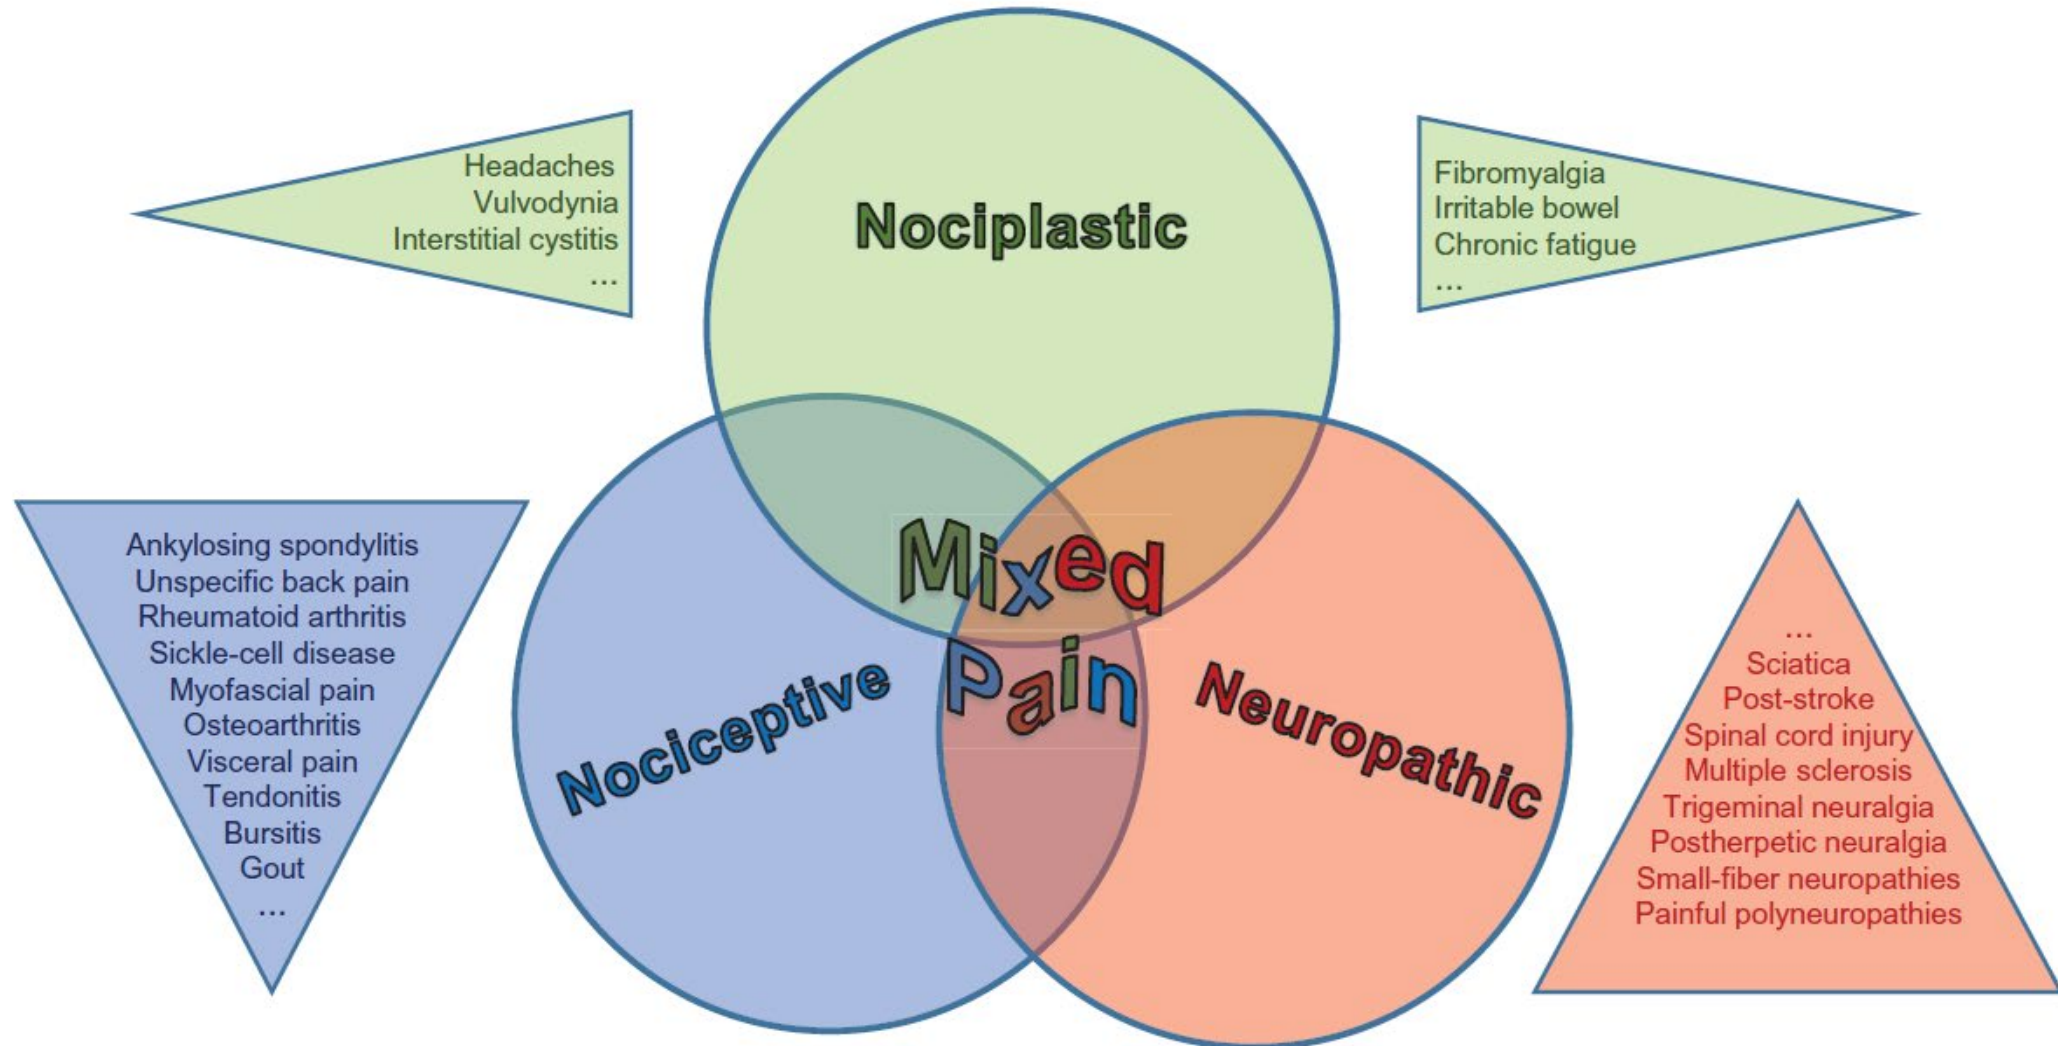 Headaches
Vulvodynia
Interstitial cystitis
...
Nociplastic
Fibromyalgia
Irritable bowel
Chronic fatigue
...
Ankylosing spondylitis
Unspecific back pain
Rheumatoid arthritis
Sickle-cell disease
Myofascial pain
Osteoarthritis
Visceral pain
Tendonitis
Bursitis
Gout
...
Nociceptive
Mixed
Pain
Neuropathic
...
Sciatica
Post-stroke
Spinal cord injury
Multiple sclerosis
Trigeminal neuralgia
Postherpetic neuralgia
Small-fiber neuropathies
Painful polyneuropathies